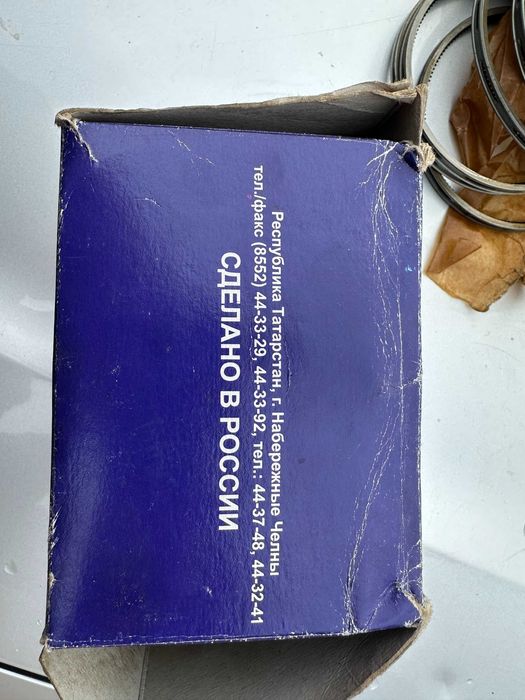 Республика Татарстан, г. Набережные Челны
тел./факс (8552) 44-33-29, 44-33-92, тел.: 44-37-48, 44-32-41
СДЕЛАНО В РОССИИ